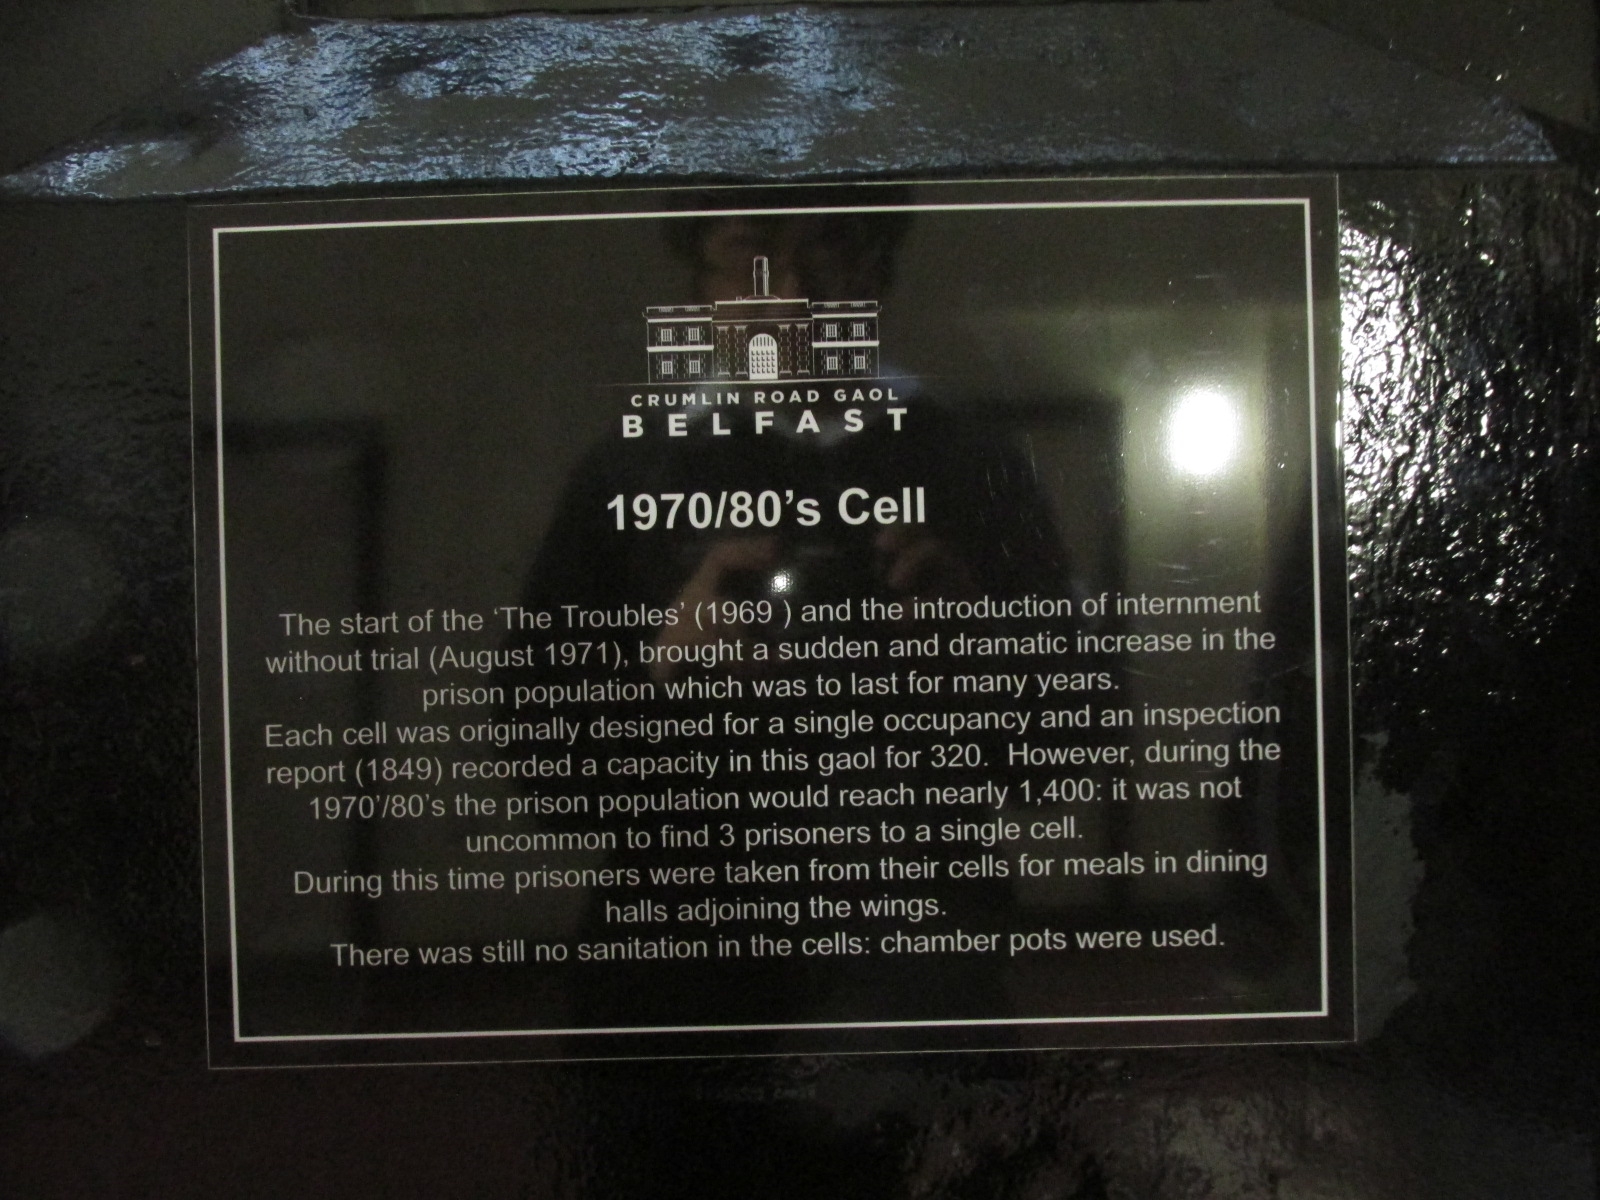 CRUMLIN ROAD GAOL
BELFAST
1970/80’s Cell
The start of the ‘The Troubles’ (1969 ) and the introduction of internment
without trial (August 1971), brought a sudden and dramatic increase in the
prison population which was to last for many years.
Each cell was originally designed for a single occupancy and an inspection
report (1849) recorded a capacity in this gaol for 320.  However, during the
1970’/80’s the prison population would reach nearly 1,400: it was not
uncommon to find 3 prisoners to a single cell.
During this time prisoners were taken from their cells for meals in dining
halls adjoining the wings.
There was still no sanitation in the cells: chamber pots were used.